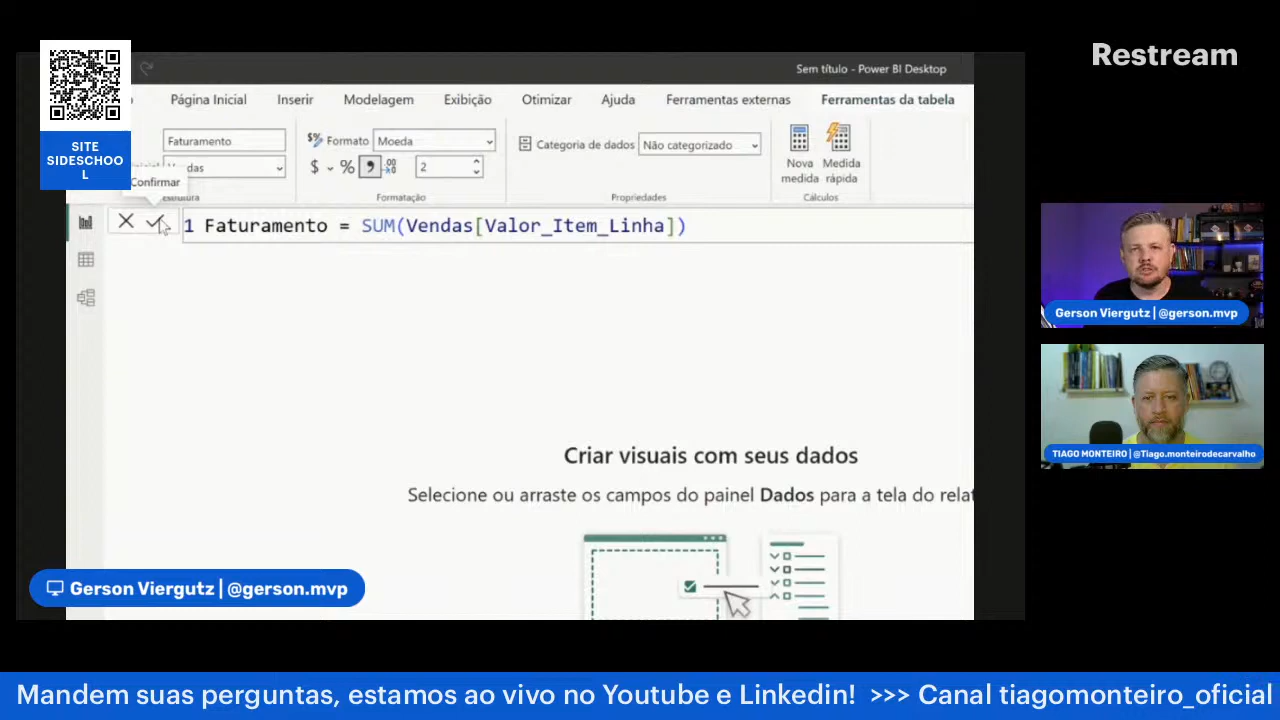 Restream
SITE
SIDESCHOO
L
Sem título - Power BI Desktop
Página Inicial
Inserir
Modelagem
Exibição
Otimizar
Ajuda
Ferramentas externas
Ferramentas da tabela
Faturamento
Formato
Moeda
Categoria de dados
Não categorizado
Nova
medida
Medida
rápida
$
%
2
Confirmar
Formatação
Propriedades
Cálculos
1 Faturamento = SUM(Vendas[Valor_Item_Linha])
Criar visuais com seus dados
Selecione ou arraste os campos do painel Dados para a tela do relat
Gerson Viergutz | @gerson.mvp
TIAGO MONTEIRO | @Tiago.monteirodecarvalho
Gerson Viergutz | @gerson.mvp
Mandem suas perguntas, estamos ao vivo no Youtube e Linkedin! >>> Canal tiagomonteiro_oficial